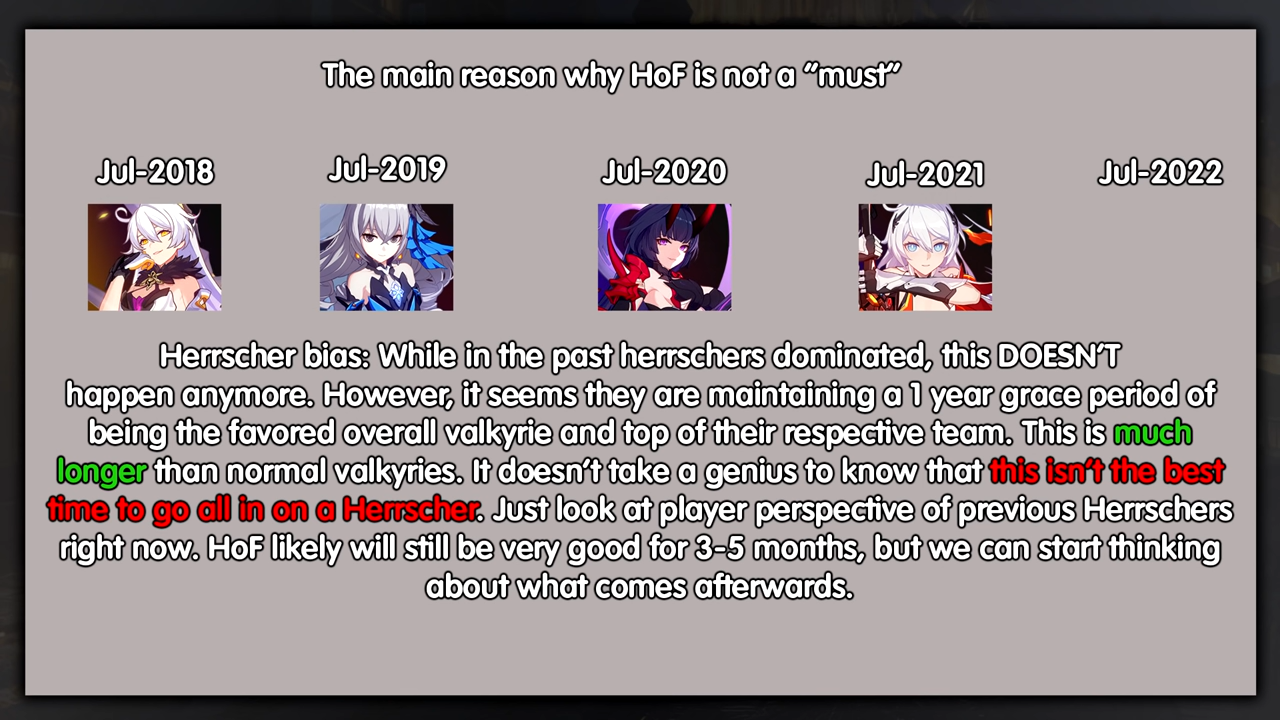 The main reason why HoF is not a “must”
Jul-2018 Jul-2019 Jul-2020 Jul-2021 Jul-2022
Herrscher bias: While in the past herrschers dominated, this DOESN’T
happen anymore. However, it seems they are maintaining a 1 year grace period of
being the favored overall valkyrie and top of their respective team. This is much
longer than normal valkyries. It doesn’t take a genius to know that this isn’t the best
time to go all in on a Herrscher. Just look at player perspective of previous Herrschers
right now. HoF likely will still be very good for 3-5 months, but we can start thinking
about what comes afterwards.